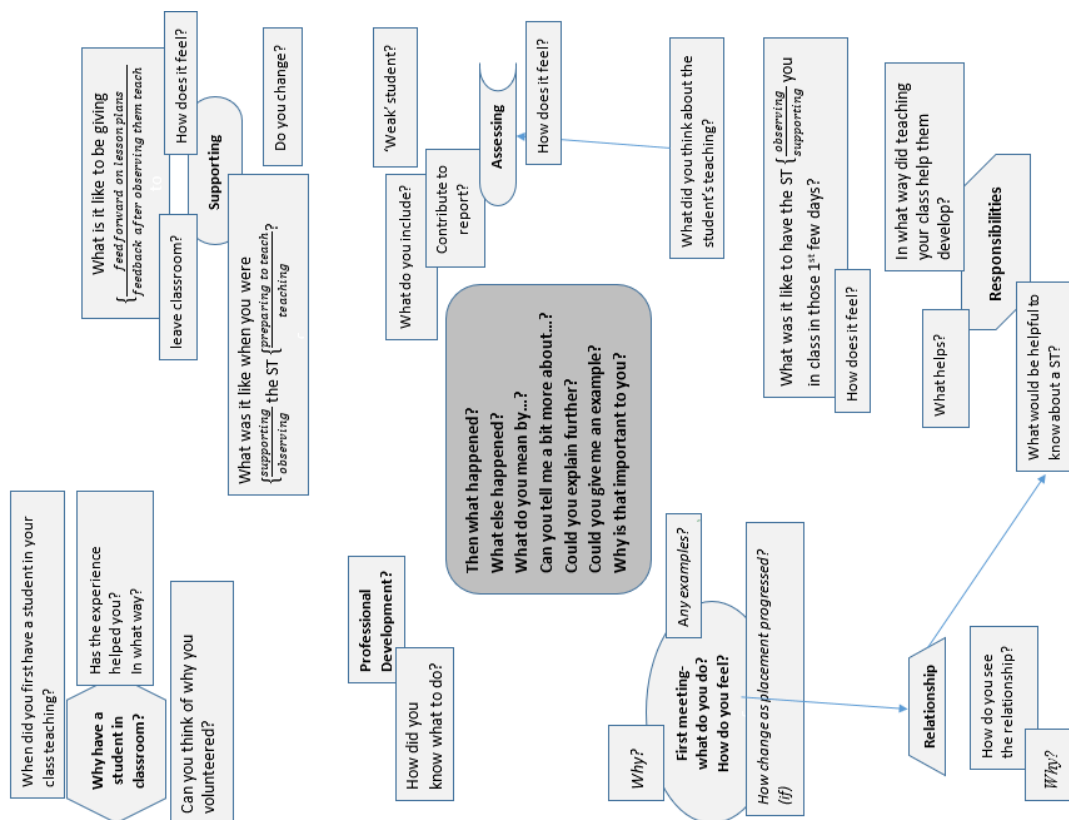 When did you first have a student in your
class teaching?
Why have a
student in
classroom?
Has the experience
helped you?
In what way?
Can you think of why you
volunteered?
What is it like to be giving
{feedforward on lesson plans
feedback after observing them teach
to
leave classroom?
How does it feel?
Supporting
Do you change?
What was it like when you were
{supporting
observing
the ST
{preparing to teach
teaching
?
Professional
Development?
How did you
know what to do?
Then what happened?
What else happened?
What do you mean by…?
Can you tell me a bit more about…?
Could you explain further?
Could you give me an example?
Why is that important to you?
'Weak' student?
What do you include?
Contribute to
report?
Assessing
How does it feel?
What did you think about the
student's teaching?
Why?
First meeting-
what do you do?
How do you feel?
Any examples?
How change as placement progressed?
(if)
Relationship
How do you see
the relationship?
Why?
What was it like to have the ST {observing
supporting
you
in class in those 1st few days?
How does it feel?
In what way did teaching
your class help them
develop?
What helps?
Responsibilities
What would be helpful to
know about a ST?